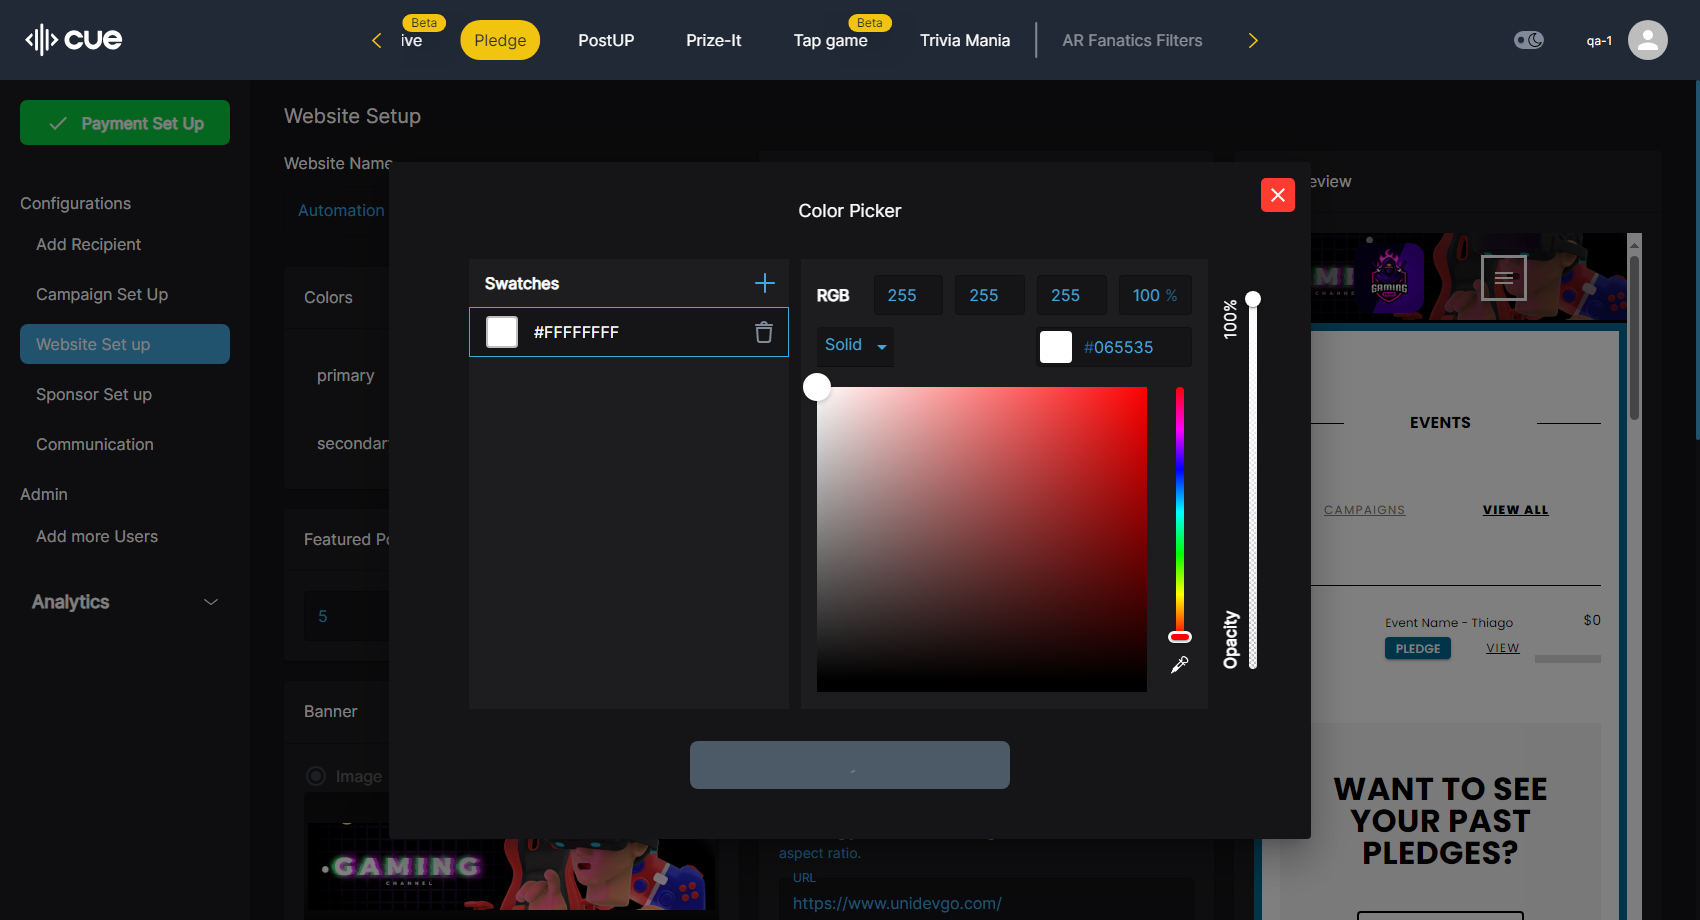 cue
Beta
ive
Pledge
PostUP
Prize-It
Beta
Tap game
Trivia Mania
AR Fanatics Filters
qa-1
Payment Set Up
Configurations
Add Recipient
Campaign Set Up
Website Set up
Sponsor Set up
Communication
Admin
Add more Users
Analytics
Website Setup
Website Name
Automation
Colors
primary
secondar
Featured Po
5
Banner
Image
GAMING
CHANNEL
Color Picker
Swatches
#FFFFFFFF
RGB
255
255
255
100 %
Solid
#065535
100%
Opacity
aspect ratio.
URL
https://www.unidevgo.com/
eview
GAMING
EVENTS
CAMPAIGNS
VIEW ALL
Event Name - Thiago
$0
PLEDGE
VIEW
WANT TO SEE
YOUR PAST
PLEDGES?